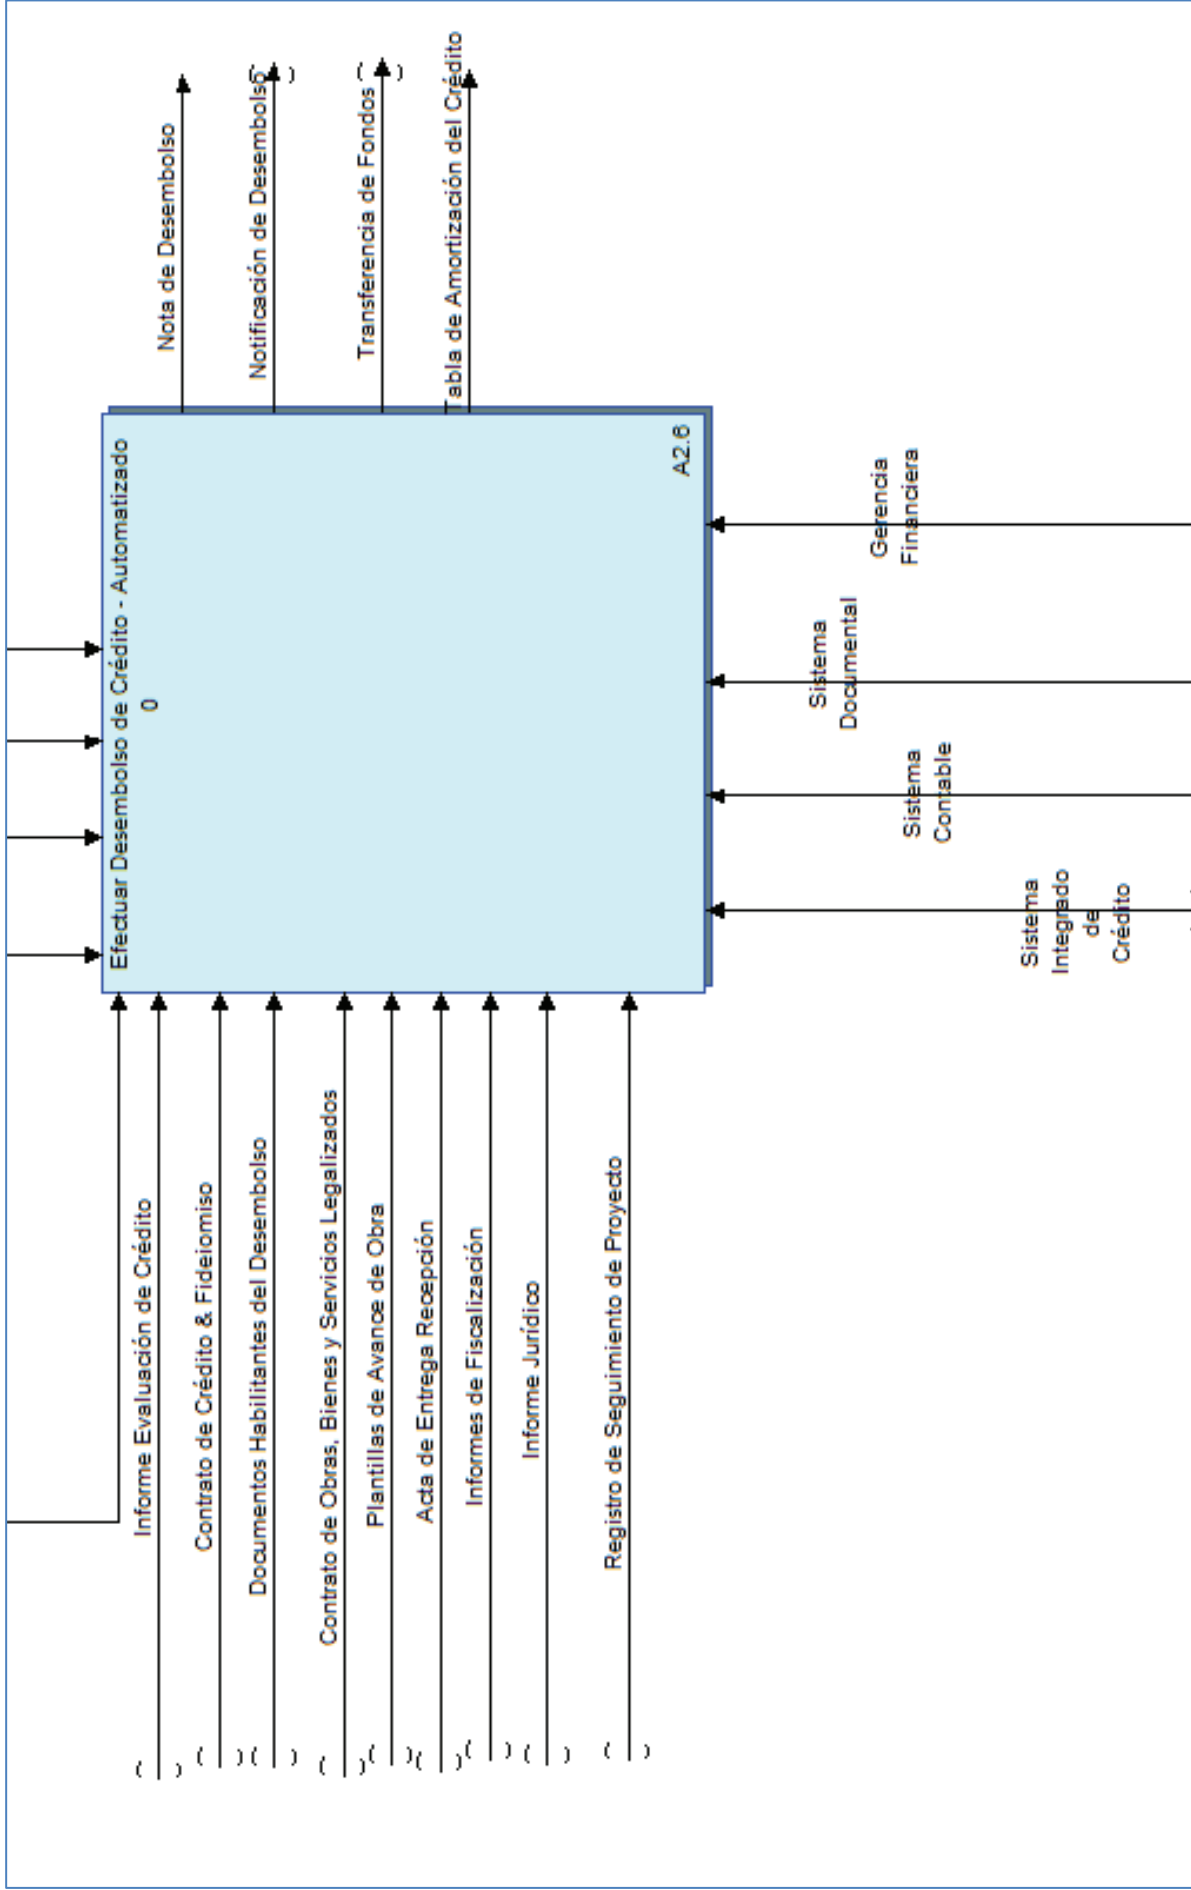 Efectuar Desembolso de Crédito - Automatizado
0
A2.6
Informe Evaluación de Crédito
Contrato de Crédito & Fideiomiso
Documentos Habilitantes del Desembolso
Contrato de Obras, Bienes y Servicios Legalizados
Plantillas de Avance de Obra
Acta de Entrega Recepción
Informes de Fiscalización
Informe Jurídico
Registro de Seguimiento de Proyecto
Nota de Desembolso
Notificación de Desembolso
Transferencia de Fondos
Tabla de Amortización del Crédito
Sistema
Integrado
de
Crédito
Sistema
Contable
Sistema
Documental
Gerencia
Financiera